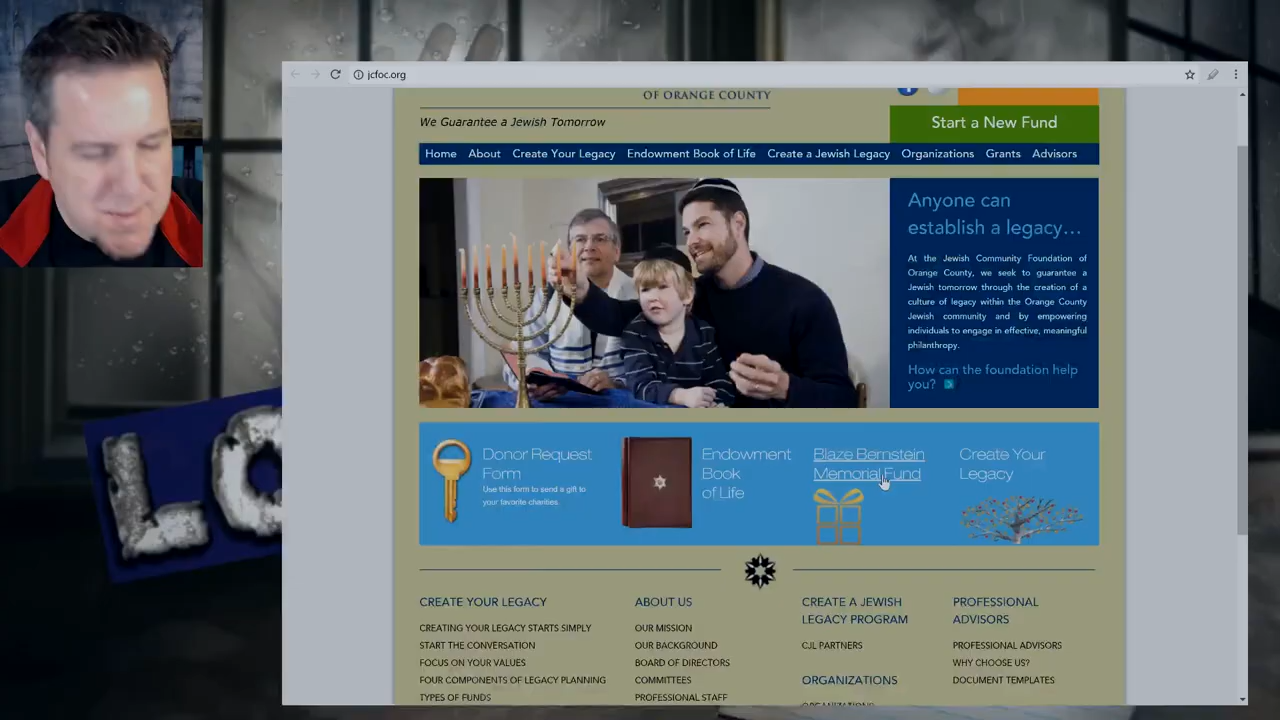 jcfoc.org
OF ORANGE COUNTY
We Guarantee a Jewish Tomorrow
Start a New Fund
Home About Create Your Legacy Endowment Book of Life Create a Jewish Legacy Organizations Grants Advisors
Anyone can
establish a legacy…
At the Jewish Community Foundation of
Orange County, we seek to guarantee a
Jewish tomorrow through the creation of a
culture of legacy within the Orange County
Jewish community and by empowering
individuals to engage in effective, meaningful
philanthropy.
How can the foundation help
you?
Donor Request
Form
Use this form to send a gift to
your favorite charities.
Endowment
Book
of Life
Blaze Bernstein
Memorial Fund
Create Your
Legacy
LO
CREATE YOUR LEGACY
CREATING YOUR LEGACY STARTS SIMPLY
START THE CONVERSATION
FOCUS ON YOUR VALUES
FOUR COMPONENTS OF LEGACY PLANNING
TYPES OF FUNDS
ABOUT US
OUR MISSION
OUR BACKGROUND
BOARD OF DIRECTORS
COMMITTEES
PROFESSIONAL STAFF
CREATE A JEWISH
LEGACY PROGRAM
CJL PARTNERS
ORGANIZATIONS
ORGANIZATIONS
PROFESSIONAL
ADVISORS
PROFESSIONAL ADVISORS
WHY CHOOSE US?
DOCUMENT TEMPLATES